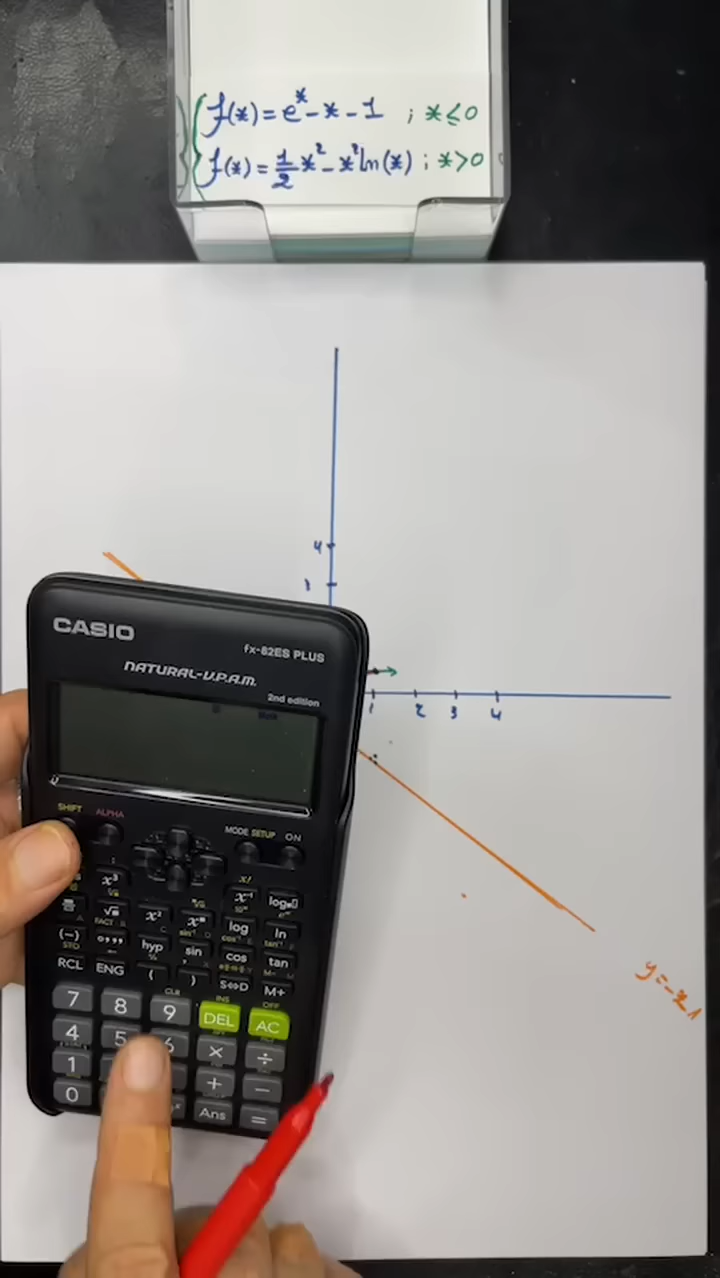 f(x) = e^x - x - 1 ; x ≤ 0
f(x) = 1/2 x² - x² ln(x) ; x > 0
4
1
1 2 3 4
CASIO
fx-82ES PLUS
NATURAL-V.P.A.M.
2nd edition
SHIFT ALPHA MODE SETUP ON
x³ x! x⁻¹ log
x² log ln
(−) hyp sin cos tan
RCL ENG ( ) S⇔D M+
7 8 9 DEL AC
4 5 6 × ÷
1 + −
0 Ans =
y=-x-1